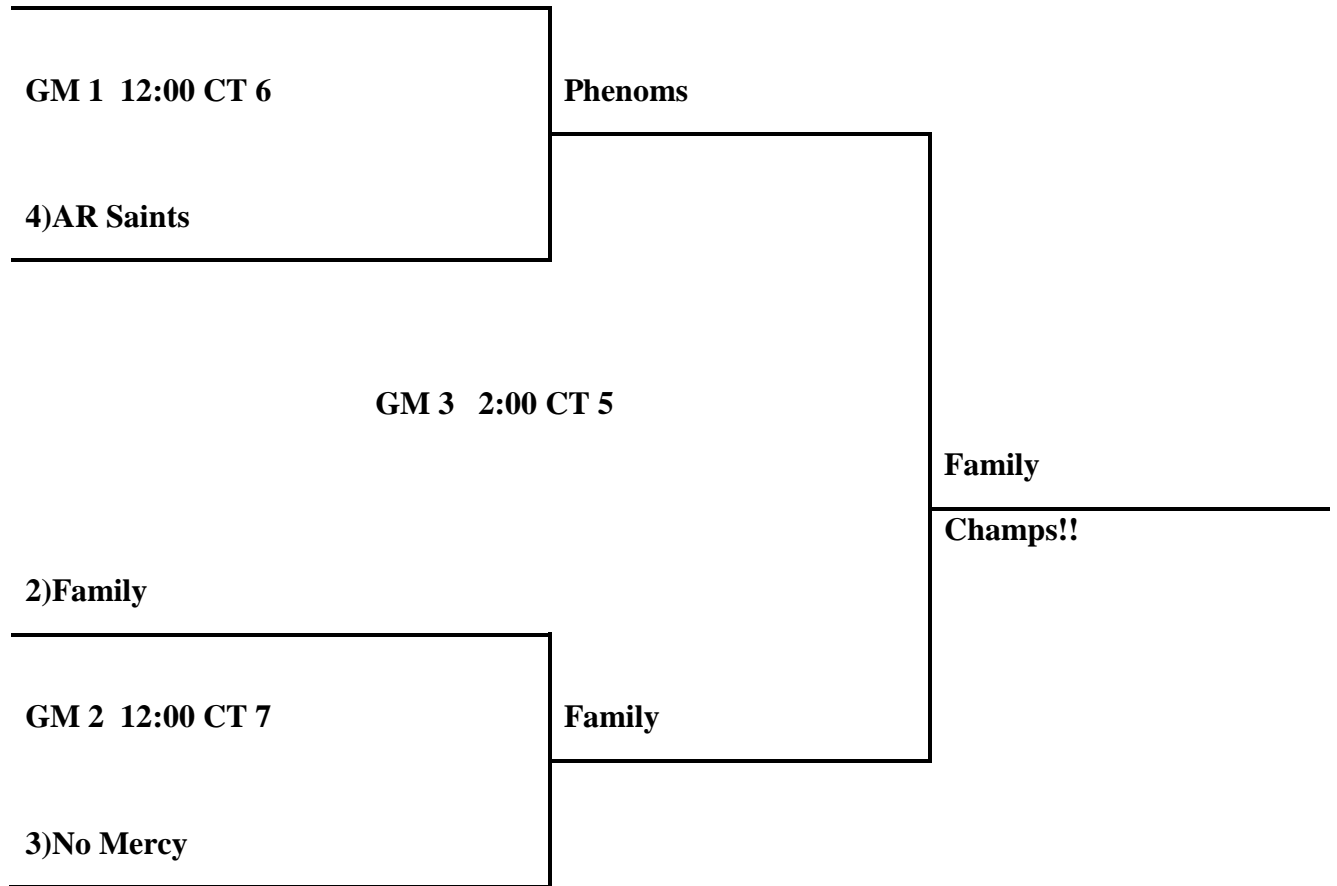 GM 1  12:00 CT 6
Phenoms
4)AR Saints
GM 3   2:00 CT 5
Family
Champs!!
2)Family
GM 2  12:00 CT 7
Family
3)No Mercy